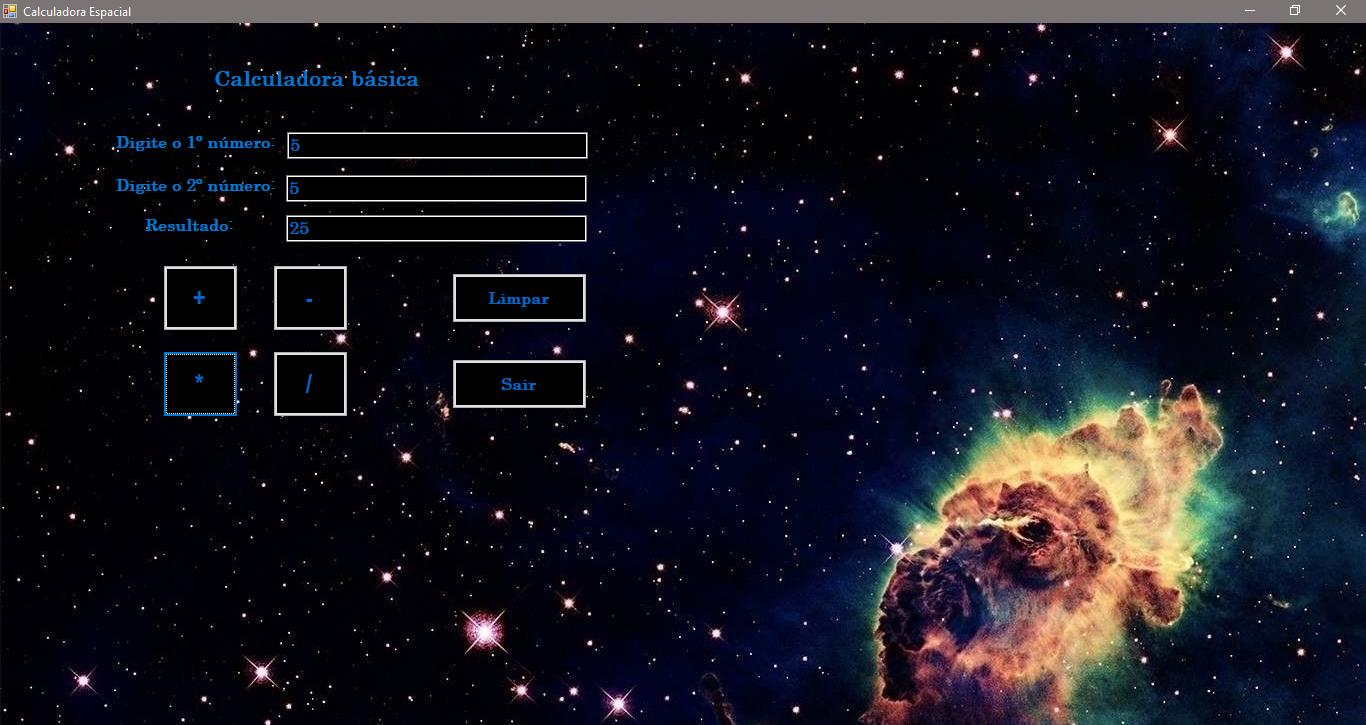 Calculadora Espacial
Calculadora básica
Digite o 1º número: 5
Digite o 2º número: 5
Resultado: 25
+ - Limpar
* / Sair